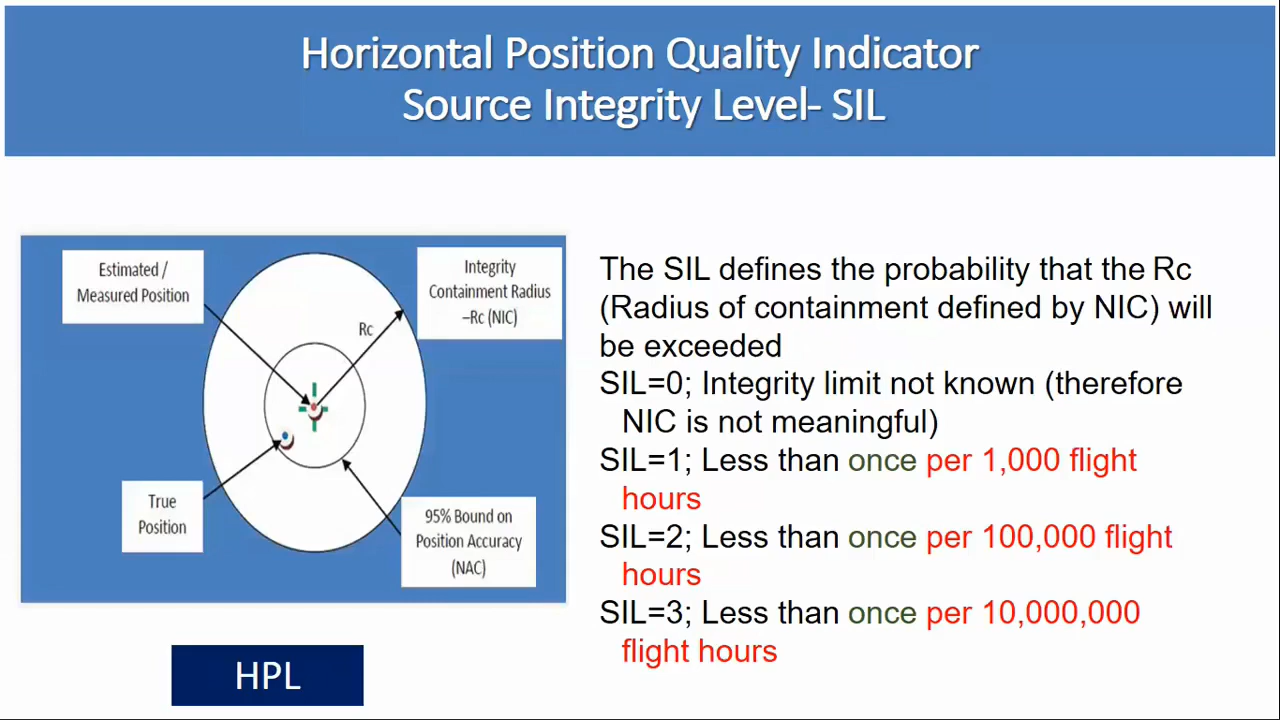 Horizontal Position Quality Indicator
Source Integrity Level- SIL
Estimated /
Measured Position
Integrity
Containment Radius
–Rc (NIC)
Rc
True
Position
95% Bound on
Position Accuracy
(NAC)
HPL
The SIL defines the probability that the Rc
(Radius of containment defined by NIC) will
be exceeded
SIL=0; Integrity limit not known (therefore
NIC is not meaningful)
SIL=1; Less than once per 1,000 flight
hours
SIL=2; Less than once per 100,000 flight
hours
SIL=3; Less than once per 10,000,000
flight hours